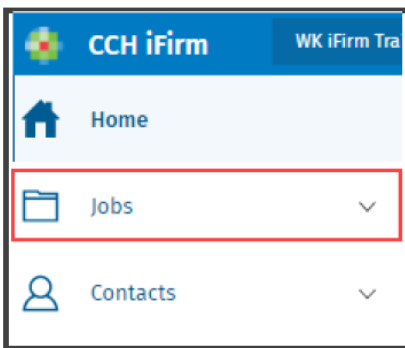 CCH iFirm
WK iFirm Tra
Home
Jobs
Contacts